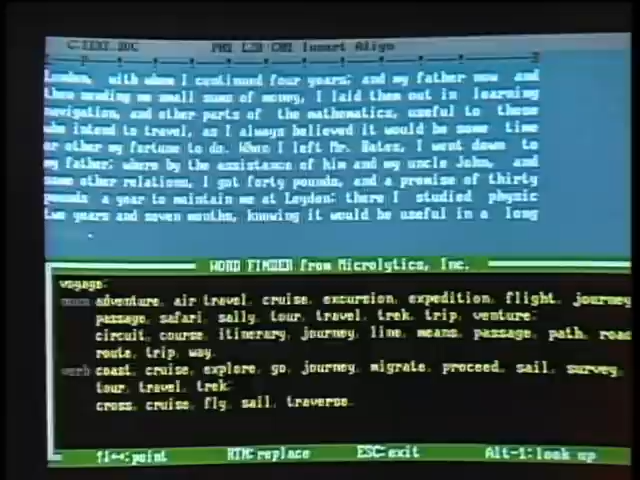 C:TEXT.DOC P01 L10 C01 Insert Align
London, with whom I continued four years; and my father now and
then sending me small sums of money, I laid them out in learning
navigation, and other parts of the mathematics, useful to those
who intend to travel, as I always believed it would be some time
or other my fortune to do. When I left Mr. Bates, I went down to
my father; where by the assistance of him and my uncle John, and
some other relations, I got forty pounds, and a promise of thirty
pounds a year to maintain me at Leyden: there I studied physic
two years and seven months, knowing it would be useful in a long
WORD FINDER from Microlytics, Inc.
voyage:
noun adventure, air travel, cruise, excursion, expedition, flight, journey
passage, safari, sally, tour, travel, trek, trip, venture;
circuit, course, itinerary, journey, line, means, passage, path, road
route, trip, way.
verb coast, cruise, explore, go, journey, migrate, proceed, sail, survey,
tour, travel, trek;
cross, cruise, fly, sail, traverse.
↑↓↔:point RTN:replace ESC:exit Alt-1:look up